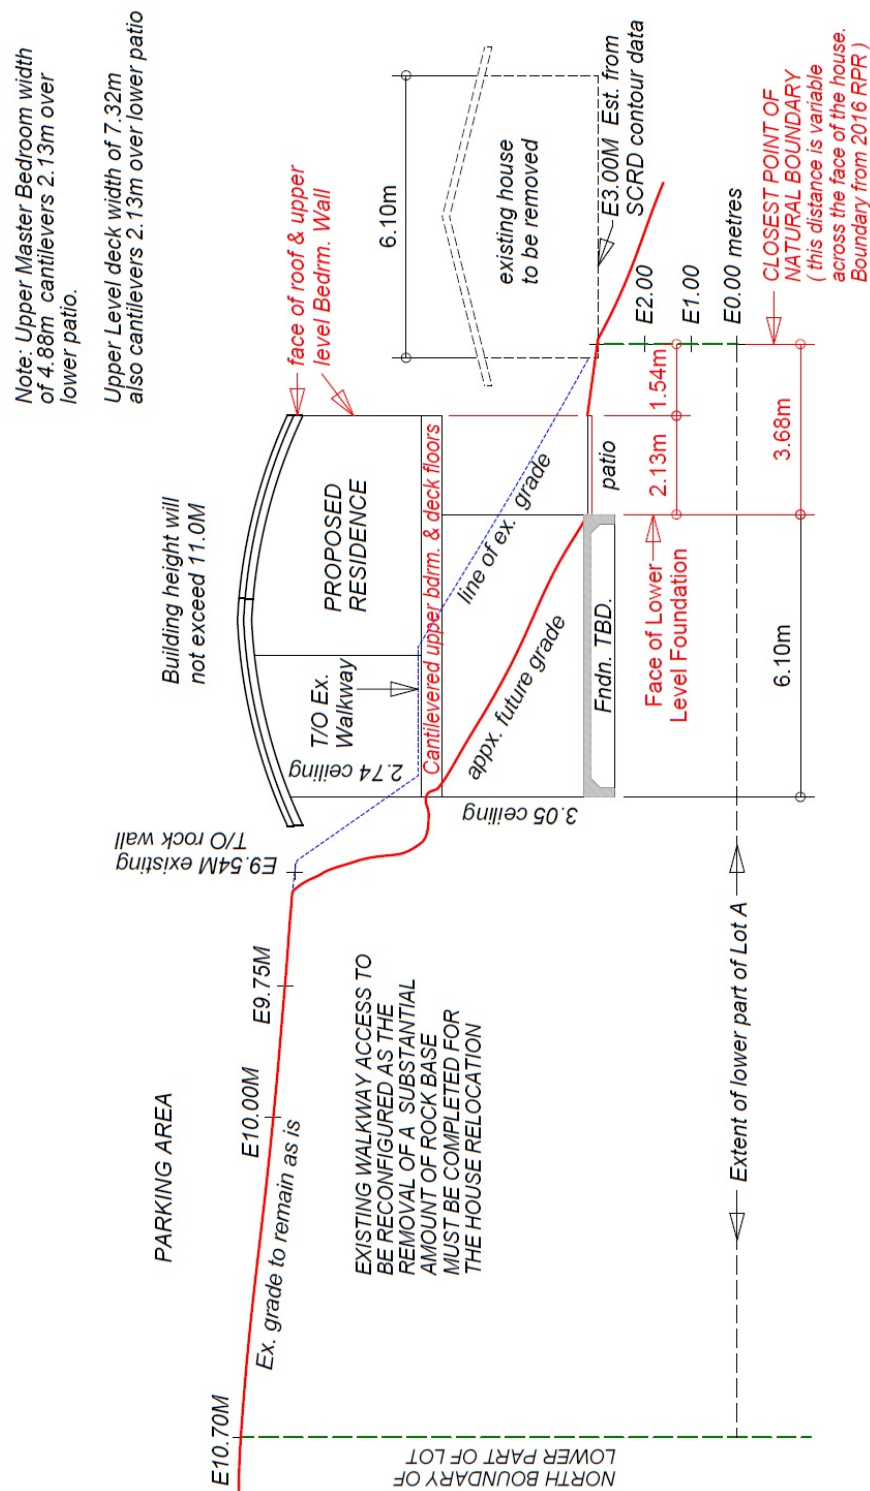 Note: Upper Master Bedroom width
of 4.88m cantilevers 2.13m over
lower patio.
Upper Level deck width of 7.32m
also cantilevers 2.13m over lower patio
Building height will
not exceed 11.0M
face of roof & upper
level Bedrm. Wall
6.10m
existing house
to be removed
E3.00M Est. from
SCRD contour data
PARKING AREA
E10.70M
E10.00M
E9.75M
E9.54M existing
T/O rock wall
Ex. grade to remain as is
PROPOSED
RESIDENCE
T/O Ex.
Walkway
2.74 ceiling
Cantilevered upper bdrm. & deck floors
line of ex. grade
appx. future grade
3.05 ceiling
Fndn. TBD.
patio
EXISTING WALKWAY ACCESS TO
BE RECONFIGURED AS THE
REMOVAL OF A SUBSTANTIAL
AMOUNT OF ROCK BASE
MUST BE COMPLETED FOR
THE HOUSE RELOCATION
E2.00
E1.00
E0.00 metres
2.13m
1.54m
Face of Lower
Level Foundation
3.68m
6.10m
CLOSEST POINT OF
NATURAL BOUNDARY
( this distance is variable
across the face of the house.
Boundary from 2016 RPR )
Extent of lower part of Lot A
NORTH BOUNDARY OF
LOWER PART OF LOT